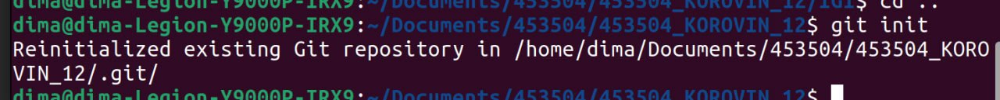 dima@dima-Legion-Y9000P-IRX9:~/Documents/453504/453504_KOROVIN_12/IGI$ cd ..
dima@dima-Legion-Y9000P-IRX9:~/Documents/453504/453504_KOROVIN_12$ git init
Reinitialized existing Git repository in /home/dima/Documents/453504/453504_KORO
VIN_12/.git/
dima@dima-Legion-Y9000P-IRX9:~/Documents/453504/453504_KOROVIN_12$